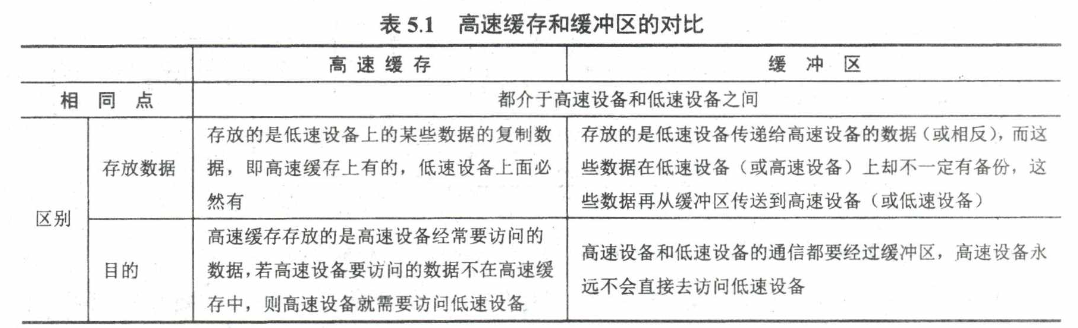 表 5.1 高速缓存和缓冲区的对比
高速缓存 缓冲区
相同点 都介于高速设备和低速设备之间
区别
存放数据
存放的是低速设备上的某些数据的复制数
据，即高速缓存上有的，低速设备上面必
然有
存放的是低速设备传递给高速设备的数据（或相反），而这
些数据在低速设备（或高速设备）上却不一定有备份，这
些数据再从缓冲区传送到高速设备（或低速设备）
目的
高速缓存存放的是高速设备经常要访问的
数据，若高速设备要访问的数据不在高速缓
存中，则高速设备就需要访问低速设备
高速设备和低速设备的通信都要经过缓冲区，高速设备永
远不会直接去访问低速设备